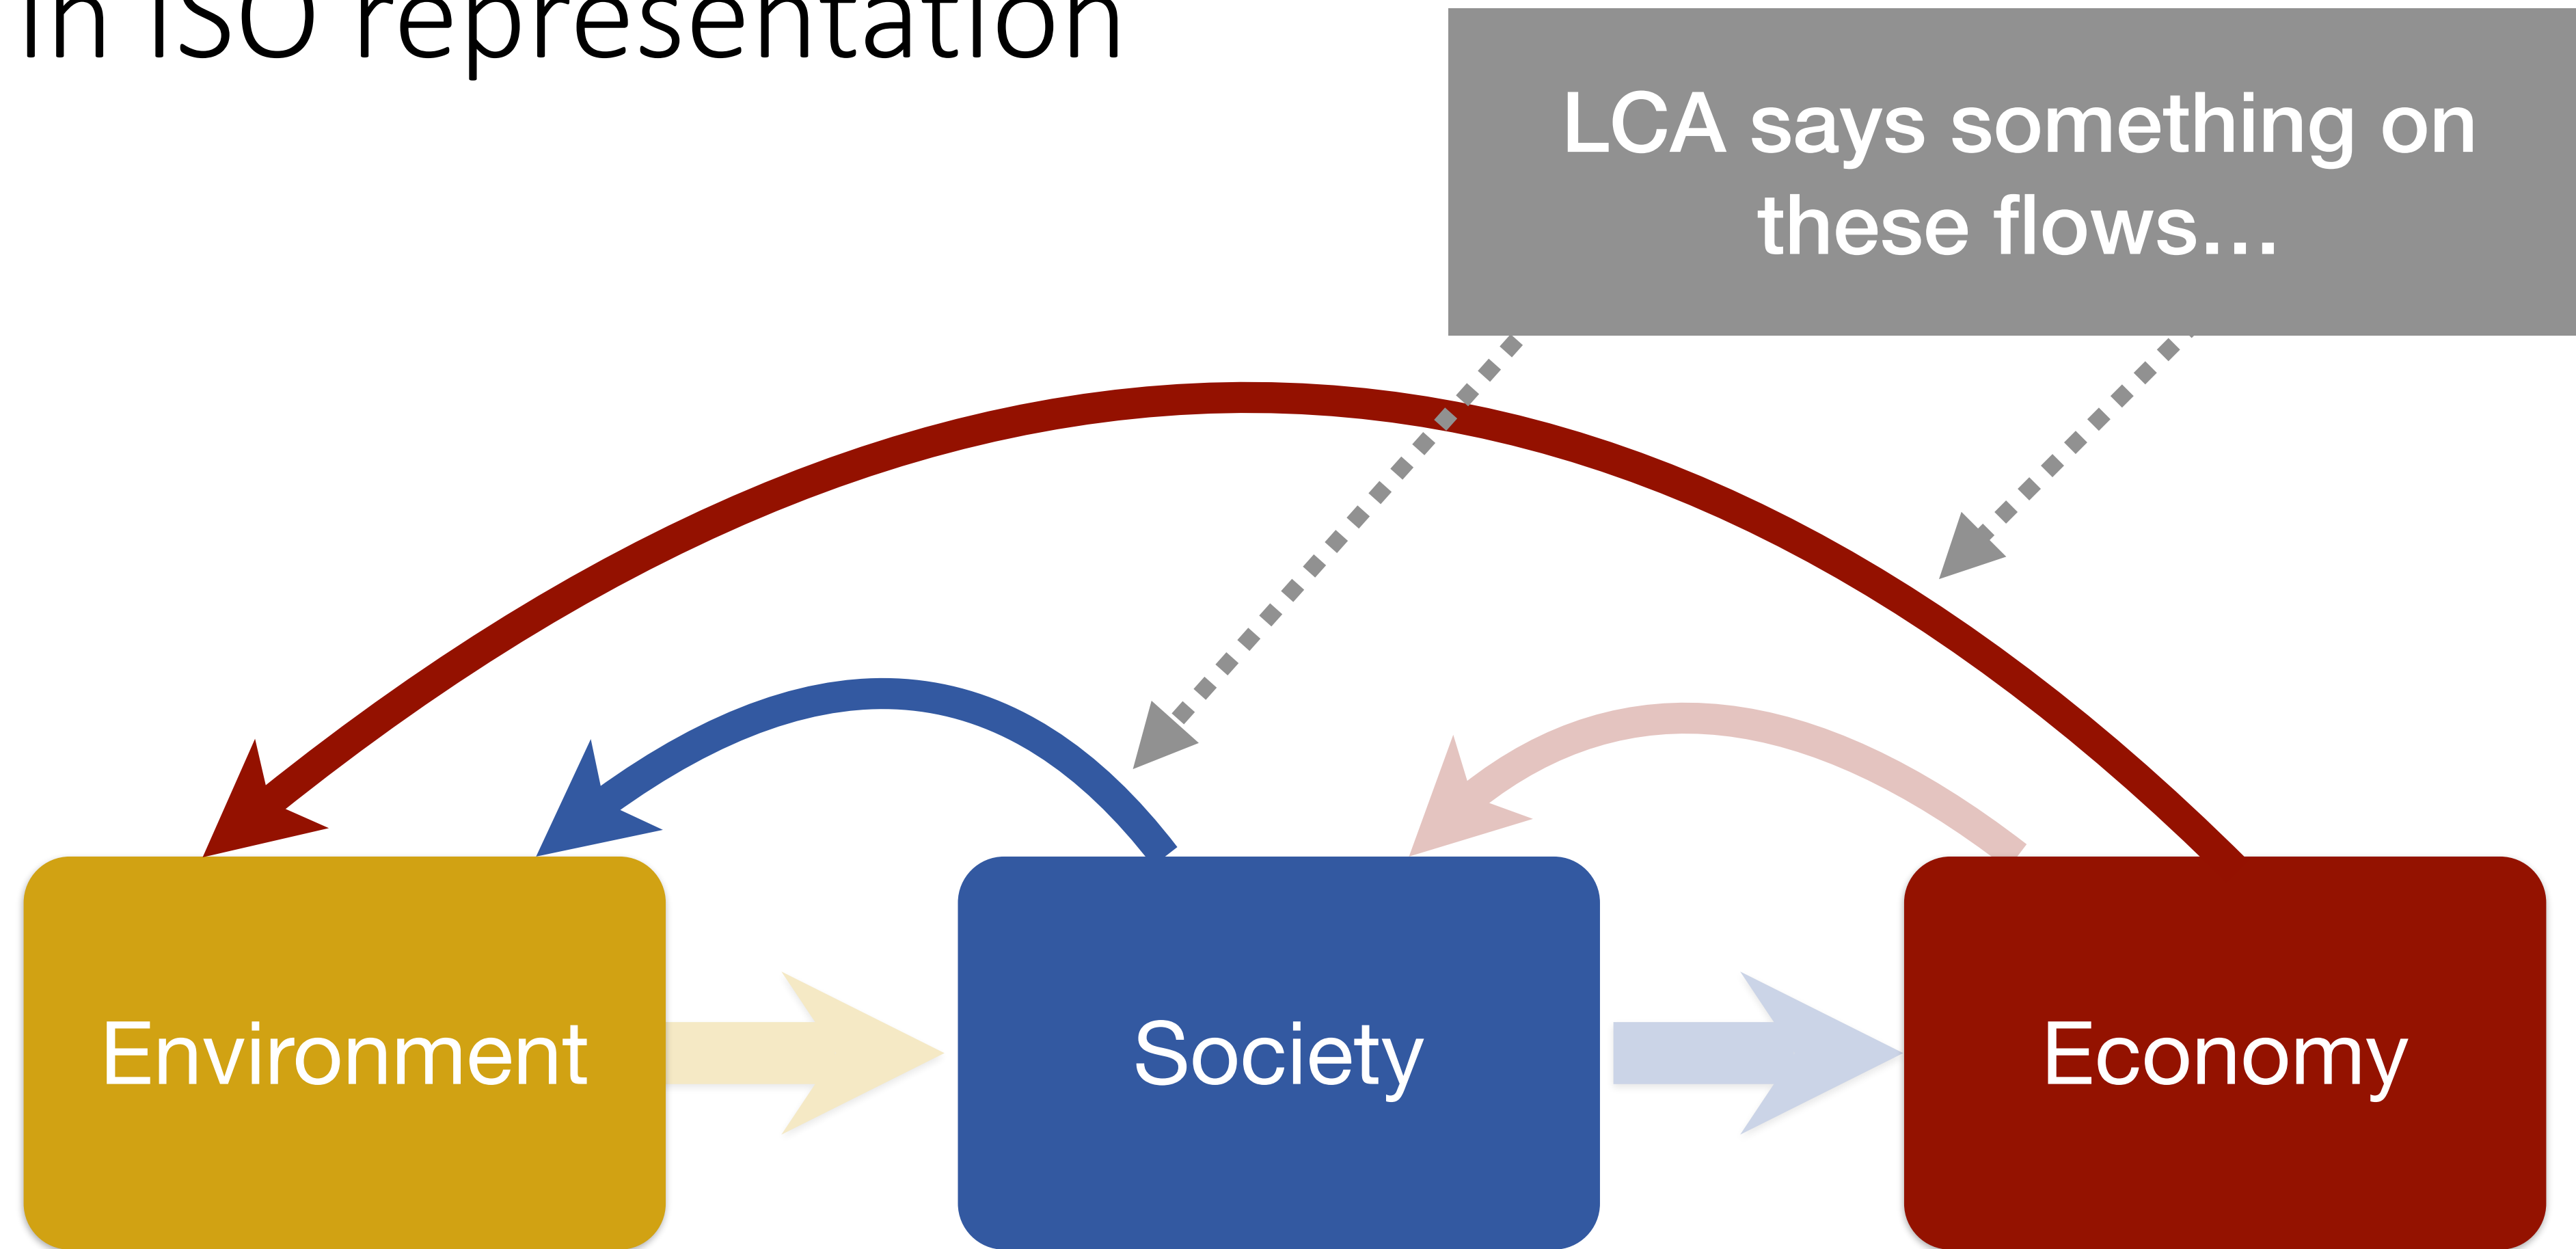 in ISO representation
LCA says something on
these flows...
Environment
Society
Economy